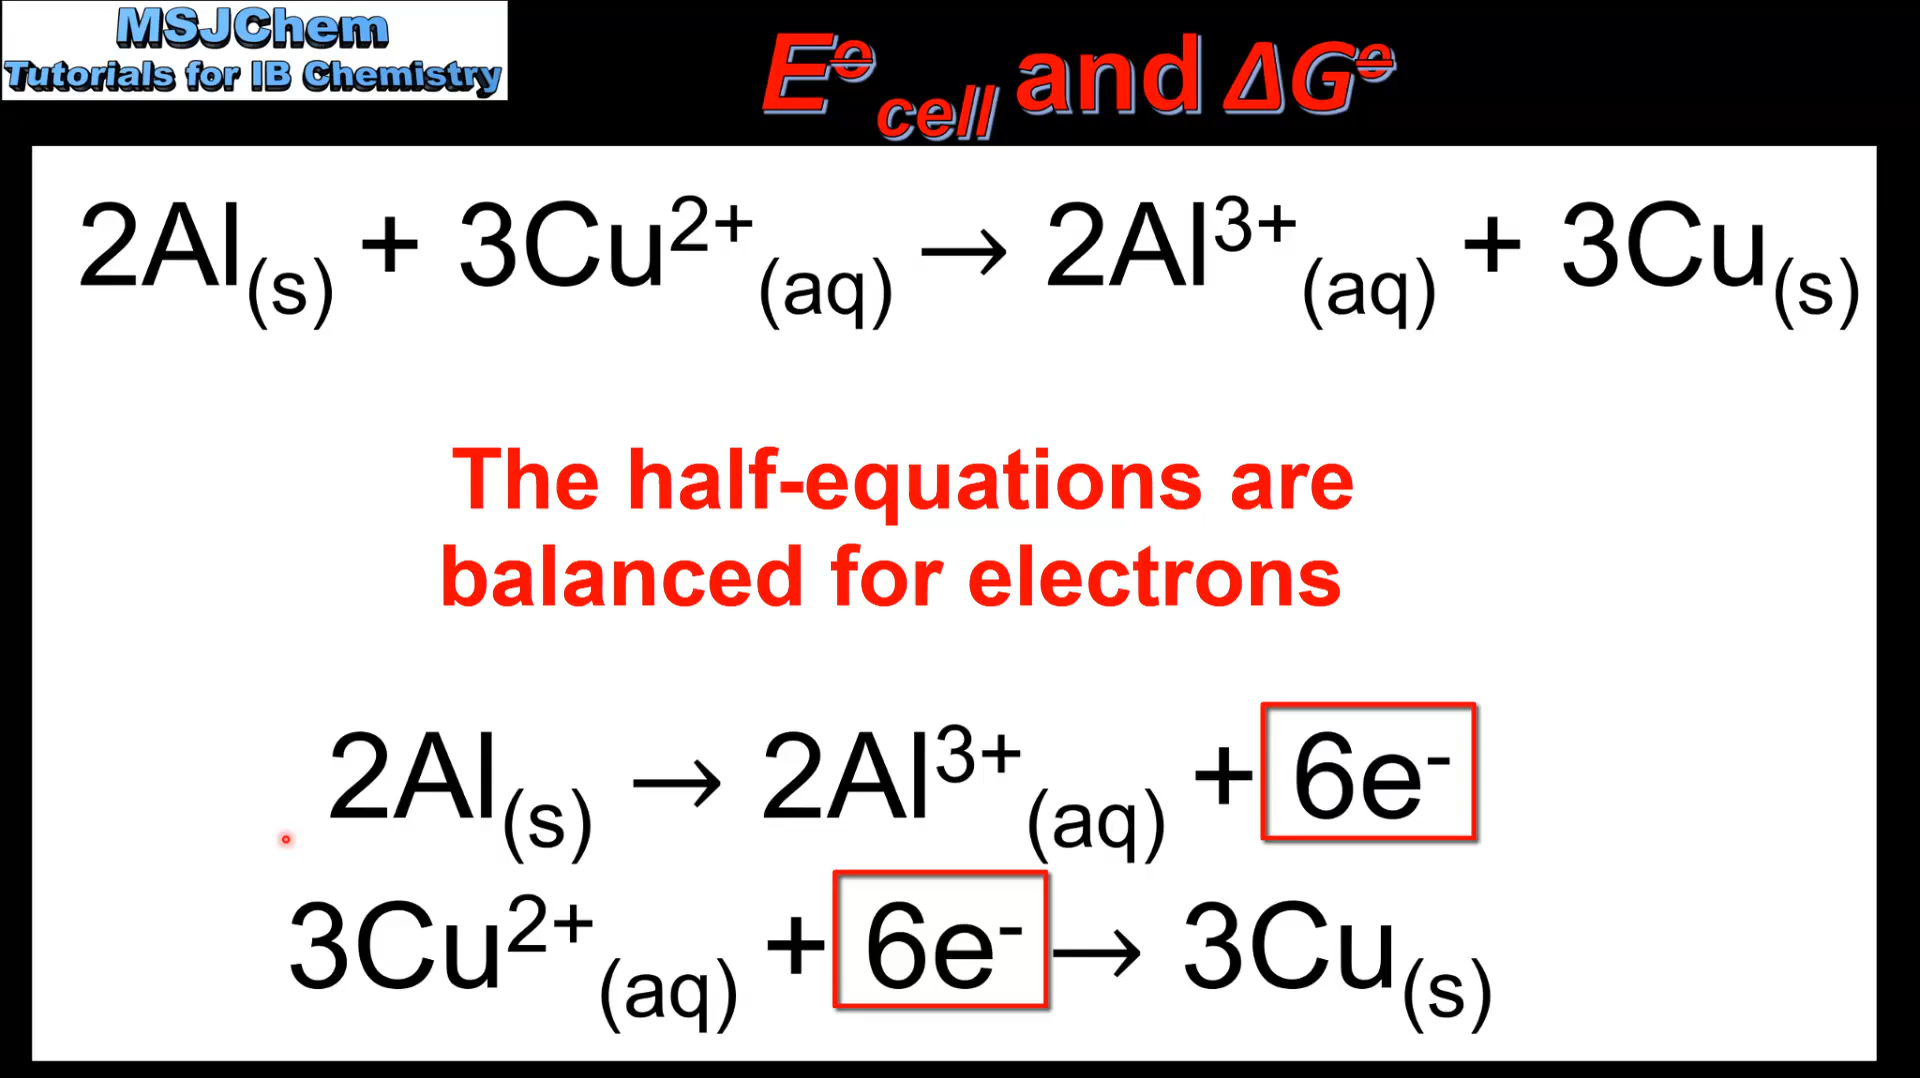 MSJChem
Tutorials for IB Chemistry
E⦵cell and ΔG⦵
2Al(s) + 3Cu²⁺(aq) → 2Al³⁺(aq) + 3Cu(s)
The half-equations are
balanced for electrons
2Al(s) → 2Al³⁺(aq) + 6e⁻
3Cu²⁺(aq) + 6e⁻ → 3Cu(s)